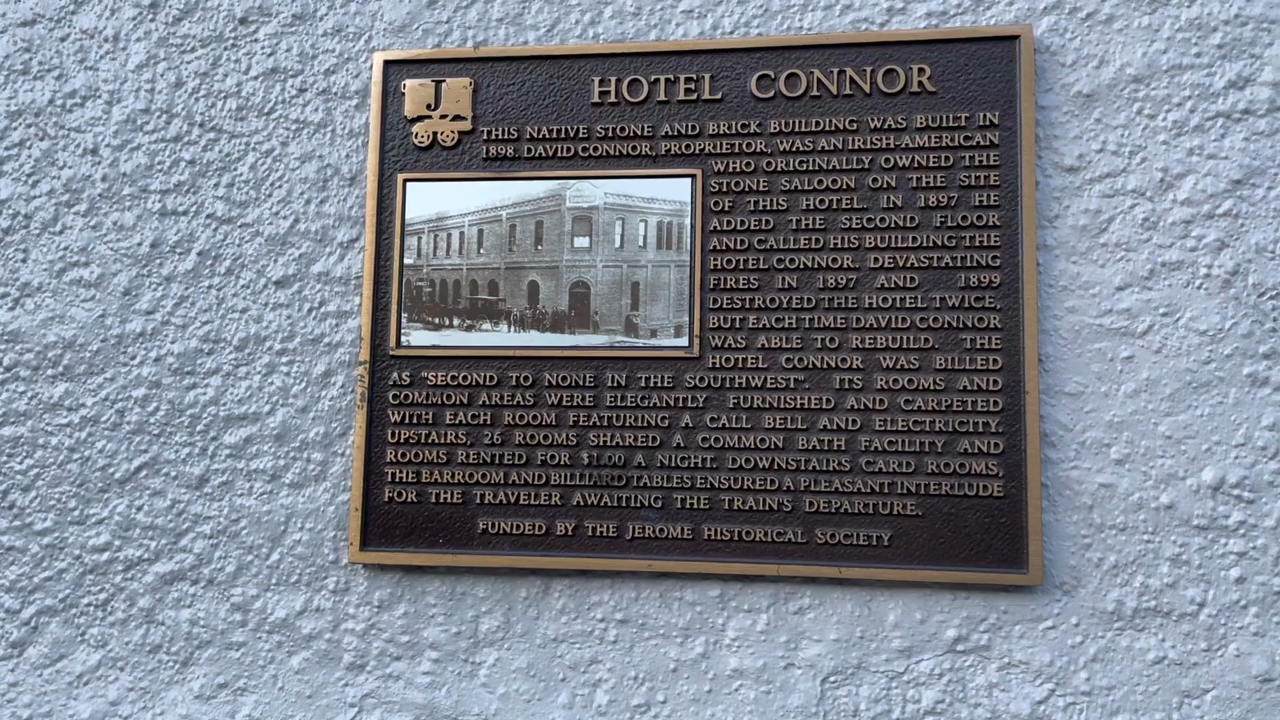 J
HOTEL CONNOR
THIS NATIVE STONE AND BRICK BUILDING WAS BUILT IN
1898. DAVID CONNOR, PROPRIETOR, WAS AN IRISH-AMERICAN
WHO ORIGINALLY OWNED THE
STONE SALOON ON THE SITE
OF THIS HOTEL. IN 1897 HE
ADDED THE SECOND FLOOR
AND CALLED HIS BUILDING THE
HOTEL CONNOR. DEVASTATING
FIRES IN 1897 AND 1899
DESTROYED THE HOTEL TWICE,
BUT EACH TIME DAVID CONNOR
WAS ABLE TO REBUILD. THE
HOTEL CONNOR WAS BILLED
AS "SECOND TO NONE IN THE SOUTHWEST". ITS ROOMS AND
COMMON AREAS WERE ELEGANTLY FURNISHED AND CARPETED
WITH EACH ROOM FEATURING A CALL BELL AND ELECTRICITY.
UPSTAIRS, 26 ROOMS SHARED A COMMON BATH FACILITY AND
ROOMS RENTED FOR $1.00 A NIGHT. DOWNSTAIRS CARD ROOMS,
THE BARROOM AND BILLIARD TABLES ENSURED A PLEASANT INTERLUDE
FOR THE TRAVELER AWAITING THE TRAIN'S DEPARTURE.
FUNDED BY THE JEROME HISTORICAL SOCIETY